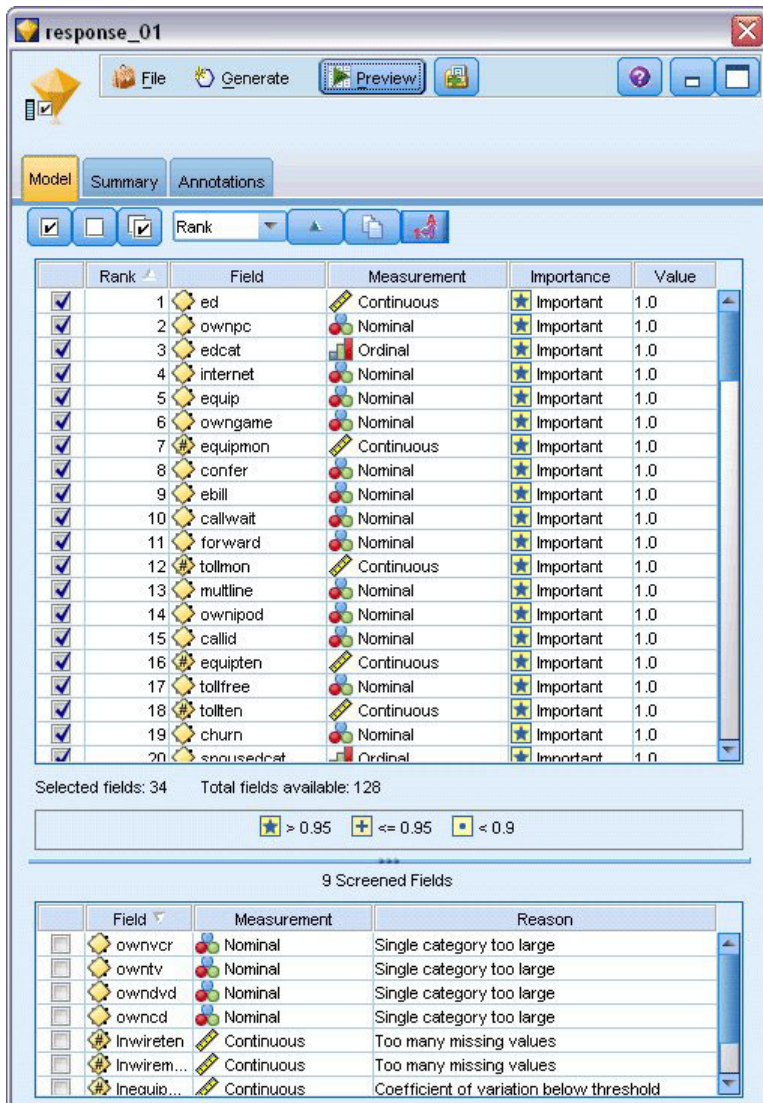 response_01
File Generate Preview
Model Summary Annotations
Rank
Rank Field Measurement Importance Value
1 ed Continuous Important 1.0
2 ownpc Nominal Important 1.0
3 edcat Ordinal Important 1.0
4 internet Nominal Important 1.0
5 equip Nominal Important 1.0
6 owngame Nominal Important 1.0
7 equipmon Continuous Important 1.0
8 confer Nominal Important 1.0
9 ebill Nominal Important 1.0
10 callwait Nominal Important 1.0
11 forward Nominal Important 1.0
12 tollmon Continuous Important 1.0
13 multline Nominal Important 1.0
14 ownipod Nominal Important 1.0
15 callid Nominal Important 1.0
16 equipten Continuous Important 1.0
17 tollfree Nominal Important 1.0
18 tollten Continuous Important 1.0
19 churn Nominal Important 1.0
20 spousedcat Ordinal Important 1.0
Selected fields: 34 Total fields available: 128
> 0.95 <= 0.95 < 0.9
9 Screened Fields
Field Measurement Reason
ownvcr Nominal Single category too large
owntv Nominal Single category too large
owndvd Nominal Single category too large
owncd Nominal Single category too large
lnwireten Continuous Too many missing values
lnwirem... Continuous Too many missing values
lnequip... Continuous Coefficient of variation below threshold